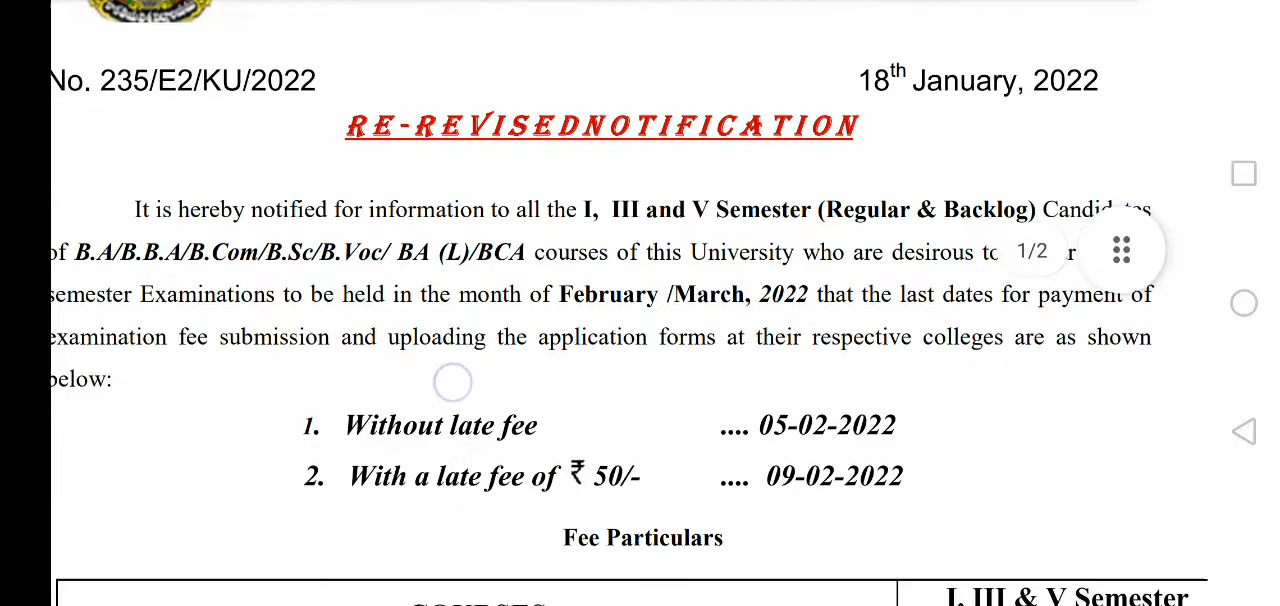 No. 235/E2/KU/2022 18th January, 2022
RE-REVISEDNOTIFICATION
It is hereby notified for information to all the I, III and V Semester (Regular & Backlog)
of B.A/B.B.A/B.Com/B.Sc/B.Voc/ BA (L)/BCA courses of this University who are desirous 1/2
semester Examinations to be held in the month of February /March, 2022 that the last dates for payment of
examination fee submission and uploading the application forms at their respective colleges are as shown
below:
1. Without late fee .... 05-02-2022
2. With a late fee of ₹ 50/- .... 09-02-2022
Fee Particulars
I, III & V Semester